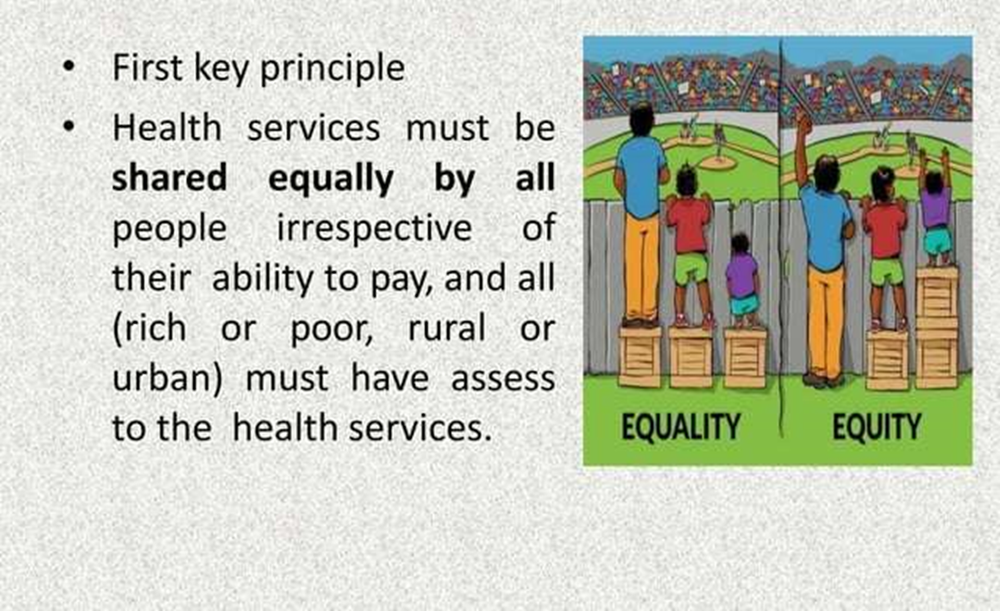 • First key principle
• Health services must be
shared equally by all
people irrespective of
their ability to pay, and all
(rich or poor, rural or
urban) must have assess
to the health services.
EQUALITY
EQUITY